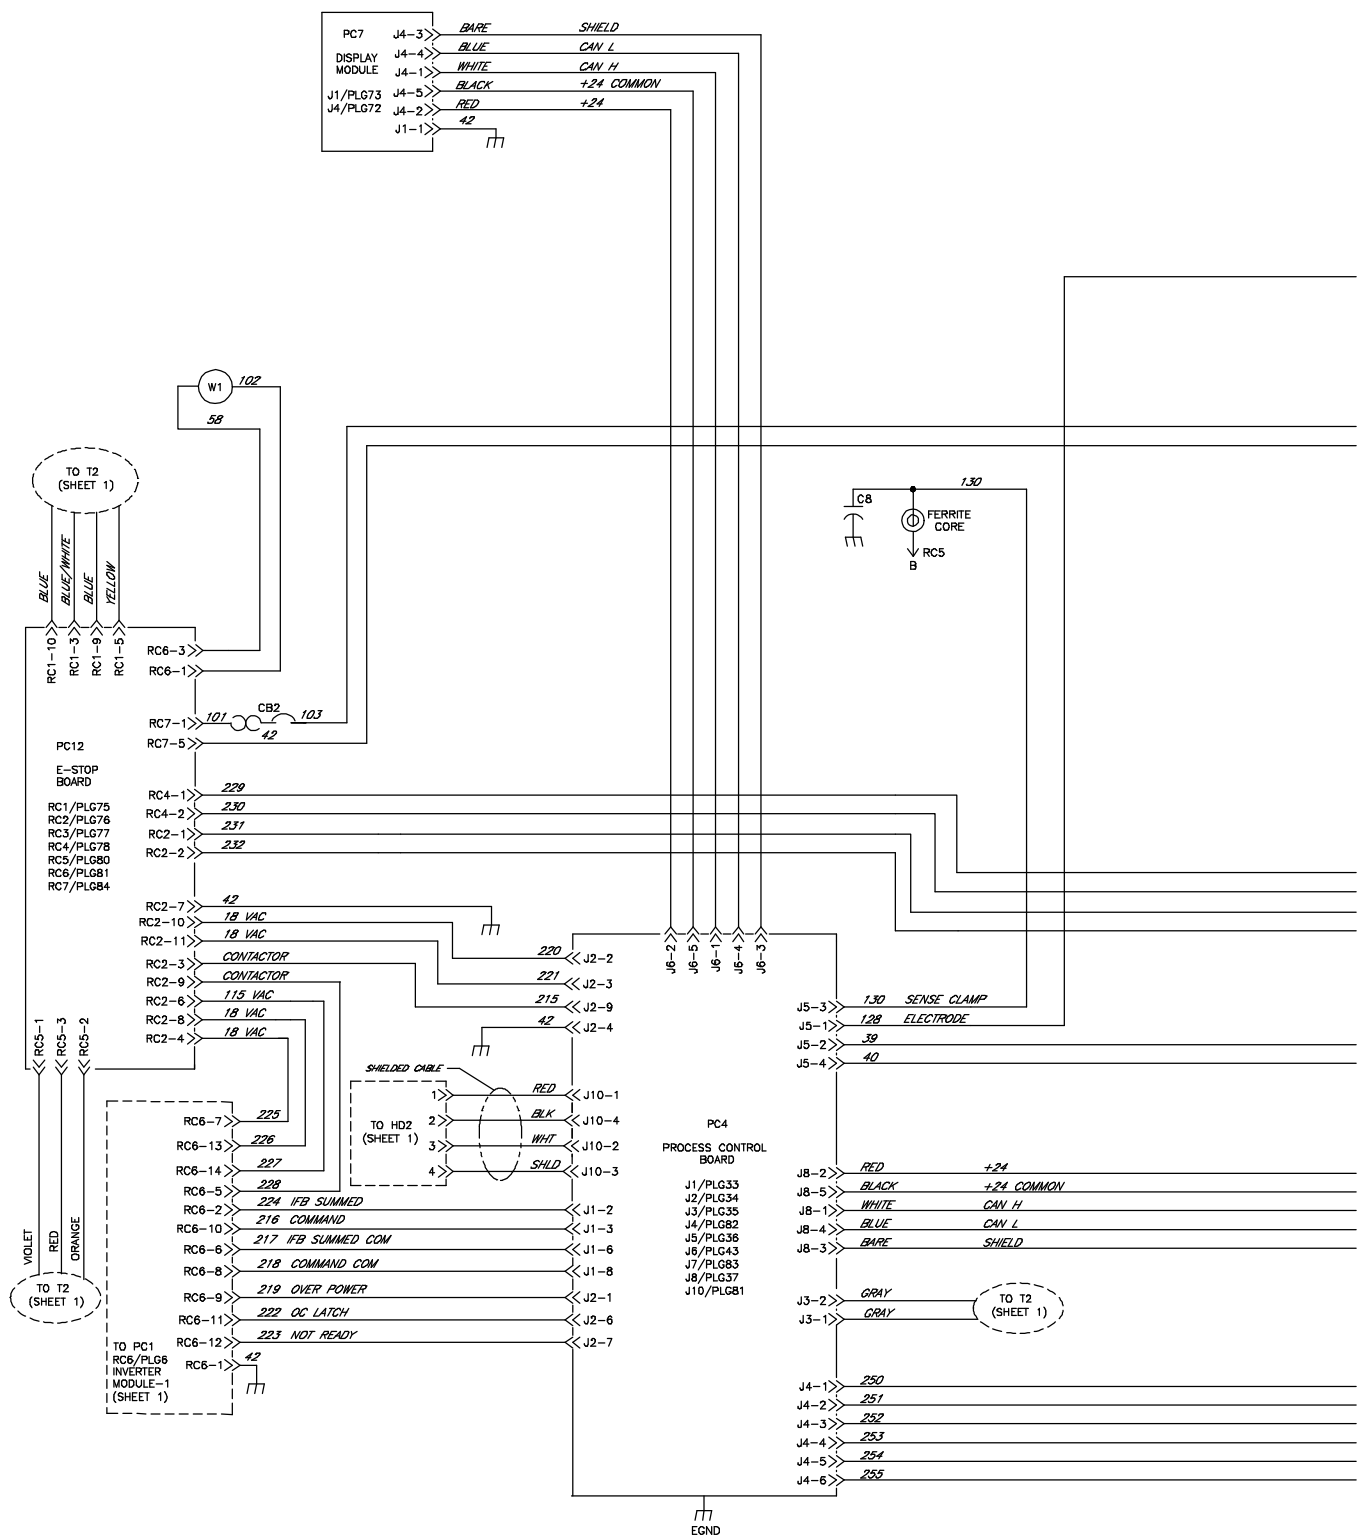 PC7
DISPLAY
MODULE
J1/PLG73
J4/PLG72
J4-3 BARE SHIELD
J4-4 BLUE CAN L
J4-1 WHITE CAN H
J4-5 BLACK +24 COMMON
J4-2 RED +24
J1-1 42
W1 102
58
TO T2
(SHEET 1)
BLUE
BLUE/WHITE
BLUE
YELLOW
RC1-10
RC1-3
RC1-9
RC1-5
C8
130
FERRITE
CORE
RC5
B
RC6-3
RC6-1
RC7-1 101 CB2 103
RC7-5 42
PC12
E-STOP
BOARD
RC1/PLG75
RC2/PLG76
RC3/PLG77
RC4/PLG78
RC5/PLG80
RC6/PLG81
RC7/PLG84
RC4-1 229
RC4-2 230
RC2-1 231
RC2-2 232
RC2-7 42
RC2-10 18 VAC
RC2-11 18 VAC
RC2-3 CONTACTOR
RC2-9 CONTACTOR
RC2-6 115 VAC
RC2-8 18 VAC
RC2-4 18 VAC
RC5-1
RC5-3
RC5-2
VIOLET
RED
ORANGE
TO T2
(SHEET 1)
J6-2
J6-5
J6-1
J6-4
J6-3
220 J2-2
221 J2-3
215 J2-9
42 J2-4
SHIELDED CABLE
TO HD2
(SHEET 1)
1 RED J10-1
2 BLK J10-4
3 WHT J10-2
4 SHLD J10-3
RC6-7 225
RC6-13 226
RC6-14 227
RC6-5 228
RC6-2 224 IFB SUMMED J1-2
RC6-10 216 COMMAND J1-3
RC6-6 217 IFB SUMMED COM J1-6
RC6-8 218 COMMAND COM J1-8
RC6-9 219 OVER POWER J2-1
RC6-11 222 OC LATCH J2-6
RC6-12 223 NOT READY J2-7
RC6-1 42
TO PC1
RC6/PLG6
INVERTER
MODULE-1
(SHEET 1)
PC4
PROCESS CONTROL
BOARD
J1/PLG33
J2/PLG34
J3/PLG35
J4/PLG82
J5/PLG36
J6/PLG43
J7/PLG83
J8/PLG37
J10/PLG81
J5-3 130 SENSE CLAMP
J5-1 128 ELECTRODE
J5-2 39
J5-4 40
J8-2 RED +24
J8-5 BLACK +24 COMMON
J8-1 WHITE CAN H
J8-4 BLUE CAN L
J8-3 BARE SHIELD
J3-2 GRAY
J3-1 GRAY
TO T2
(SHEET 1)
J4-1 250
J4-2 251
J4-3 252
J4-4 253
J4-5 254
J4-6 255
EGND